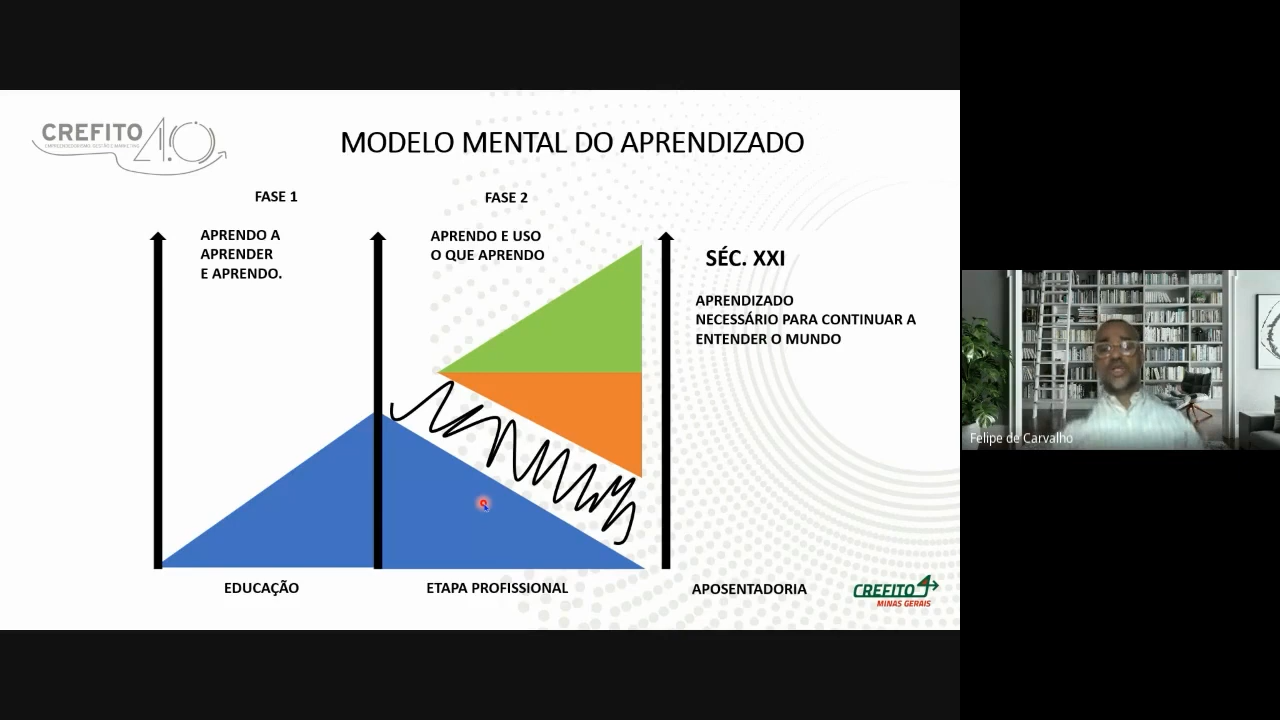 CREFITO 4.0
MODELO MENTAL DO APRENDIZADO
FASE 1
FASE 2
APRENDO A
APRENDER
E APRENDO.
APRENDO E USO
O QUE APRENDO
SÉC. XXI
APRENDIZADO
NECESSÁRIO PARA CONTINUAR A
ENTENDER O MUNDO
EDUCAÇÃO
ETAPA PROFISSIONAL
APOSENTADORIA
CREFITO 4
MINAS GERAIS
Felipe de Carvalho